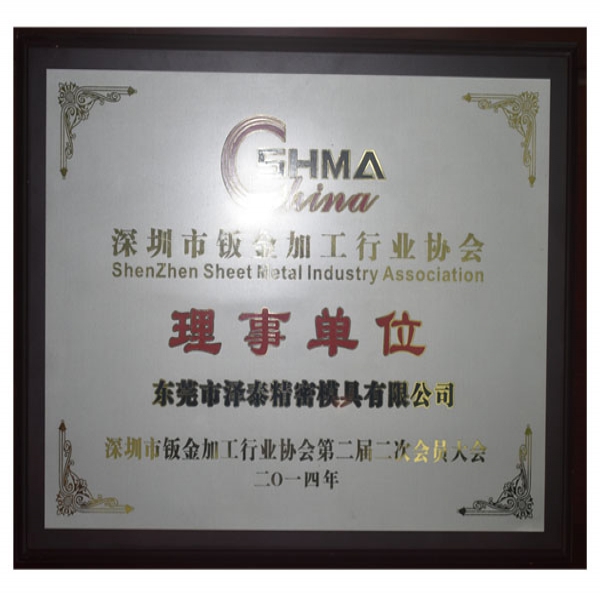 SHMA
China
深圳市钣金加工行业协会
ShenZhen Sheet Metal Industry Association
理事单位
东莞市泽泰精密模具有限公司
深圳市钣金加工行业协会第二届二次会员大会
二〇一四年